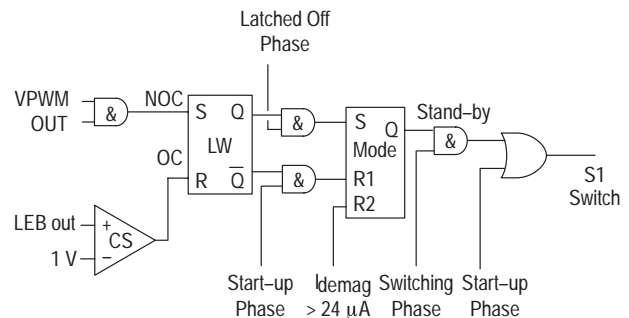 Latched Off
Phase
VPWM
OUT
&
NOC
S Q
LW
OC
R Q
&
&
S Q
Mode
R1
R2
Stand–by
&
S1
Switch
LEB out
+
CS
1 V
–
Start–up
Phase
Idemag
> 24 µA
Switching
Phase
Start–up
Phase